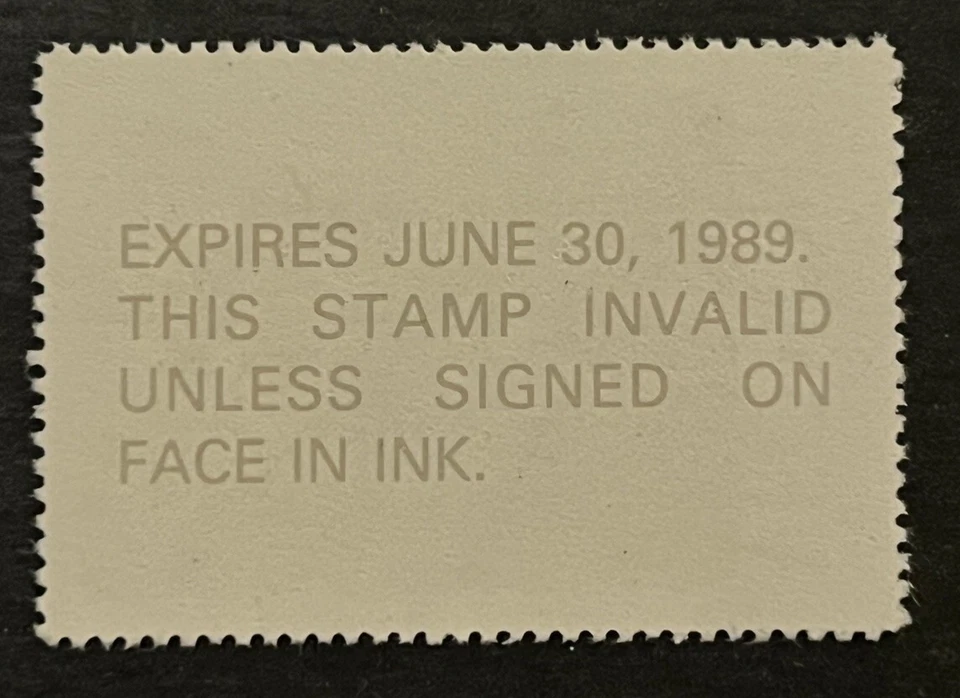 EXPIRES JUNE 30, 1989.
THIS STAMP INVALID
UNLESS SIGNED ON
FACE IN INK.